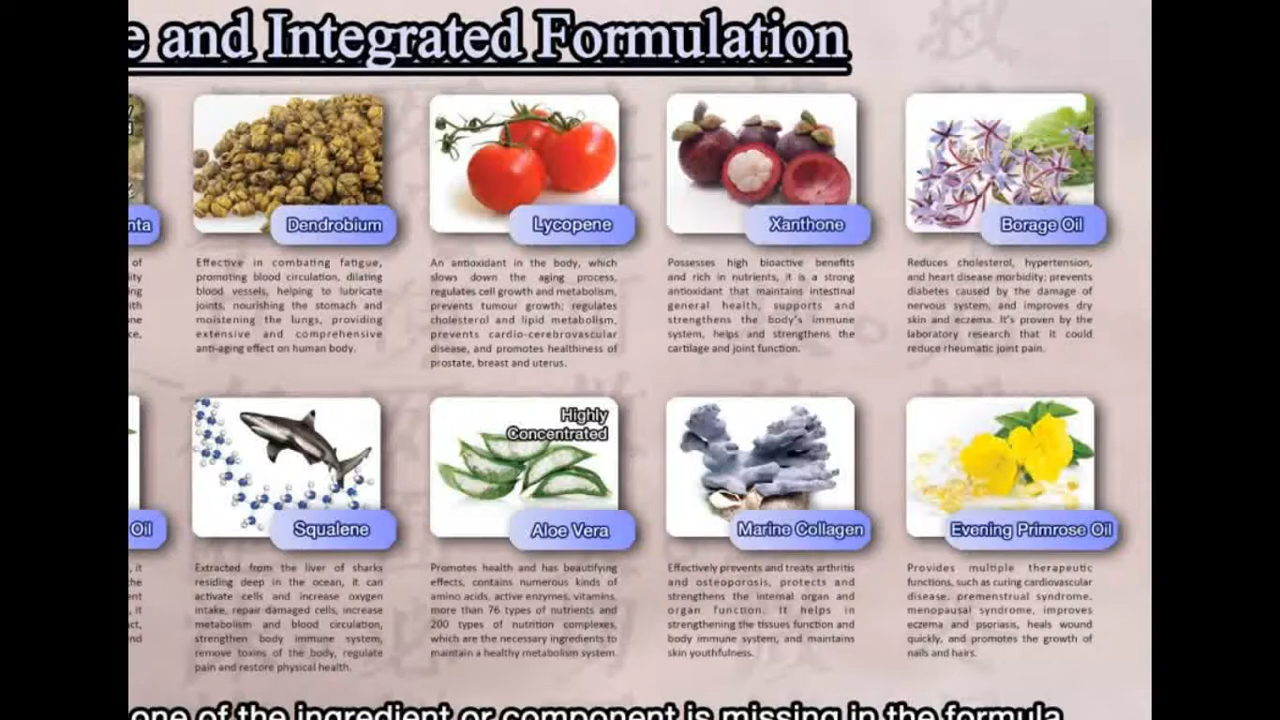 e and Integrated Formulation
nta
Dendrobium
Lycopene
Xanthone
Borage Oil
of
ity
ing
ith
ne
ce,
Effective in combating fatigue,
promoting blood circulation, dilating
blood vessels, helping to lubricate
joints, nourishing the stomach and
moistening the lungs, providing
extensive and comprehensive
anti-aging effect on human body.
An antioxidant in the body, which
slows down the aging process,
regulates cell growth and metabolism,
prevents tumour growth; regulates
cholesterol and lipid metabolism,
prevents cardio-cerebrovascular
disease, and promotes healthiness of
prostate, breast and uterus.
Possesses high bioactive benefits
and rich in nutrients, it is a strong
antioxidant that maintains intestinal
general health, supports and
strengthens the body's immune
system, helps and strengthens the
cartilage and joint function.
Reduces cholesterol, hypertension,
and heart disease morbidity; prevents
diabetes caused by the damage of
nervous system, and improves dry
skin and eczema. It's proven by the
laboratory research that it could
reduce rheumatic joint pain.
Oil
Squalene
Highly
Concentrated
Aloe Vera
Marine Collagen
Evening Primrose Oil
, it
the
ent
, it
ct,
nd
Extracted from the liver of sharks
residing deep in the ocean, it can
activate cells and increase oxygen
intake, repair damaged cells, increase
metabolism and blood circulation,
strengthen body immune system,
remove toxins of the body, regulate
pain and restore physical health.
Promotes health and has beautifying
effects, contains numerous kinds of
amino acids, active enzymes, vitamins,
more than 76 types of nutrients and
200 types of nutrition complexes,
which are the necessary ingredients to
maintain a healthy metabolism system.
Effectively prevents and treats arthritis
and osteoporosis, protects and
strengthens the internal organ and
organ function. It helps in
strengthening the tissues function and
body immune system, and maintains
skin youthfulness.
Provides multiple therapeutic
functions, such as curing cardiovascular
disease, premenstrual syndrome,
menopausal syndrome, improves
eczema and psoriasis, heals wound
quickly, and promotes the growth of
nails and hairs.
one of the ingredient or component is missing in the formula